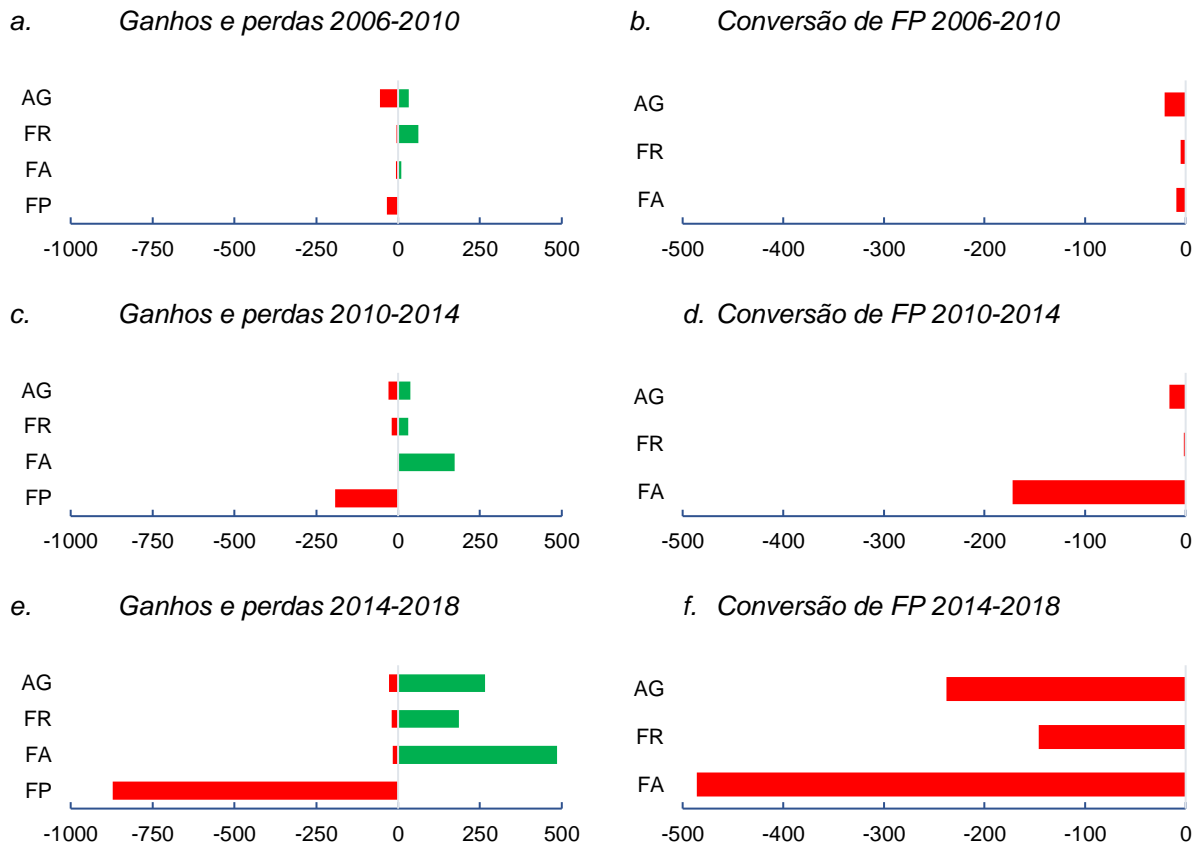 a. Ganhos e perdas 2006-2010
AG
FR
FA
FP
-1000 -750 -500 -250 0 250 500
b. Conversão de FP 2006-2010
AG
FR
FA
-500 -400 -300 -200 -100 0
c. Ganhos e perdas 2010-2014
AG
FR
FA
FP
-1000 -750 -500 -250 0 250 500
d. Conversão de FP 2010-2014
AG
FR
FA
-500 -400 -300 -200 -100 0
e. Ganhos e perdas 2014-2018
AG
FR
FA
FP
-1000 -750 -500 -250 0 250 500
f. Conversão de FP 2014-2018
AG
FR
FA
-500 -400 -300 -200 -100 0